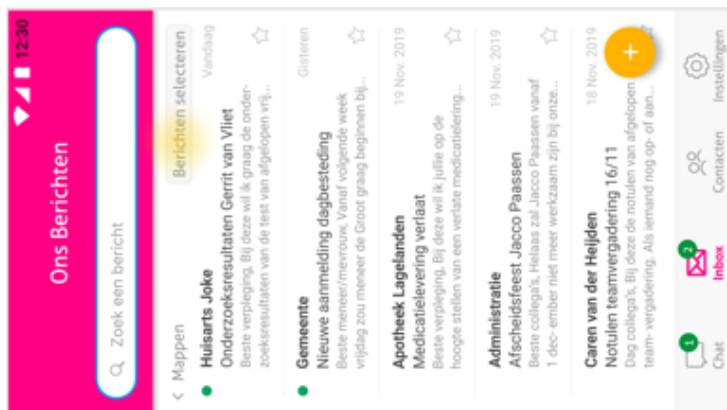 12:30
Ons Berichten
Zoek een bericht
Mappen
Berichten selecteren
Huisarts Joke
Vandaag
Onderzoeksresultaten Gerrit van Vliet
Beste verpleging, Bij deze wil ik graag de onder-
zoeksresultaten van de test van afgelopen vrij...
Gemeente
Gisteren
Nieuwe aanmelding dagbesteding
Beste meneer/mevrouw, Vanaf volgende week
vrijdag zou meneer de Groot graag beginnen bij...
Apotheek Lagelanden
19 Nov. 2019
Medicatielevering verlaat
Beste verpleging, Bij deze wil ik jullie op de
hoogte stellen van een verlate medicatielering...
Administratie
19 Nov. 2019
Afscheidsfeest Jacco Paassen
Beste collega's, Helaas zal Jacco Paassen vanaf
1 dec- ember niet meer werkzaam zijn bij onze...
Caren van der Heijden
18 Nov. 2019
Notulen teamvergadering 16/11
Dag collega's, Bij deze de notulen van afgelopen
team- vergadering. Als iemand nog op- of aan...
+
1
Chat
2
Inbox
Contacten
Instellingen